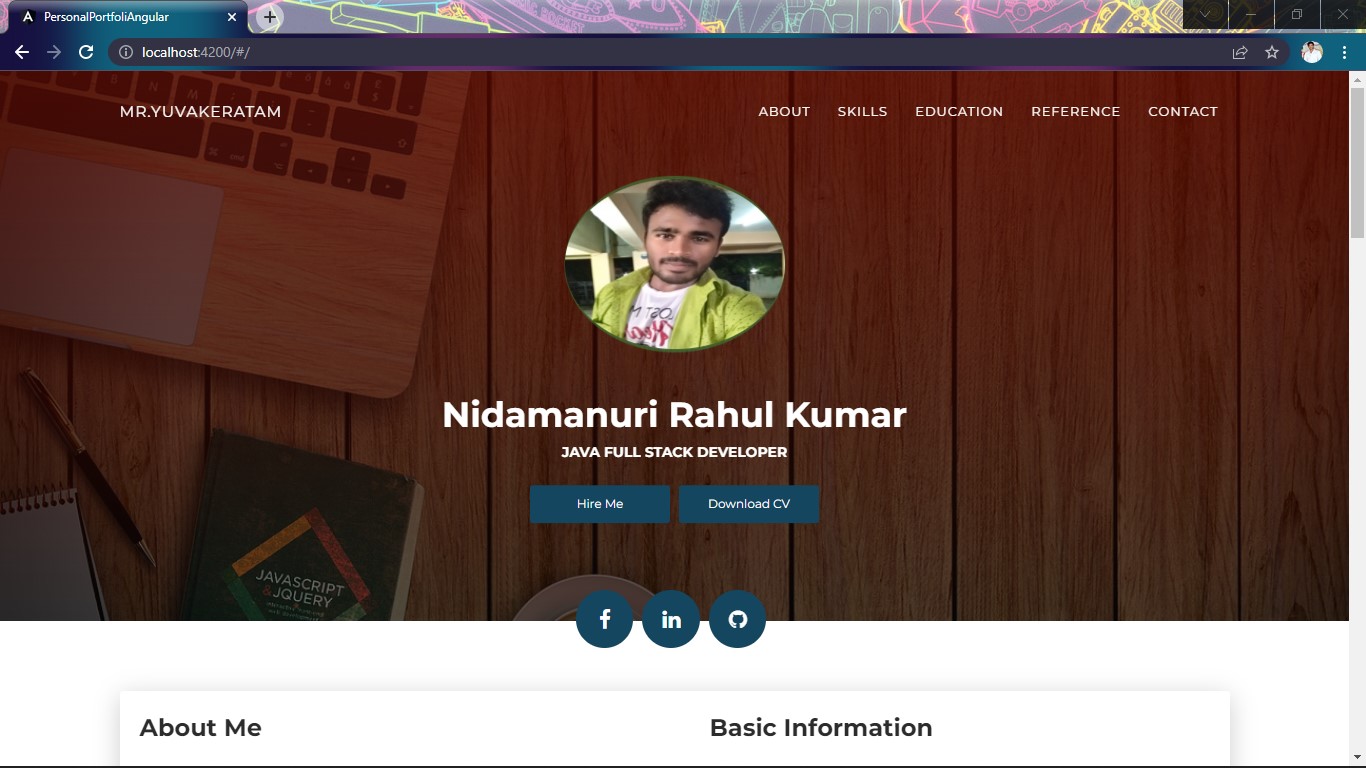 PersonalPortfoliAngular
localhost:4200/#/
MR.YUVAKERATAM
ABOUT SKILLS EDUCATION REFERENCE CONTACT
Nidamanuri Rahul Kumar
JAVA FULL STACK DEVELOPER
Hire Me Download CV
JAVASCRIPT
& JQUERY
About Me Basic Information